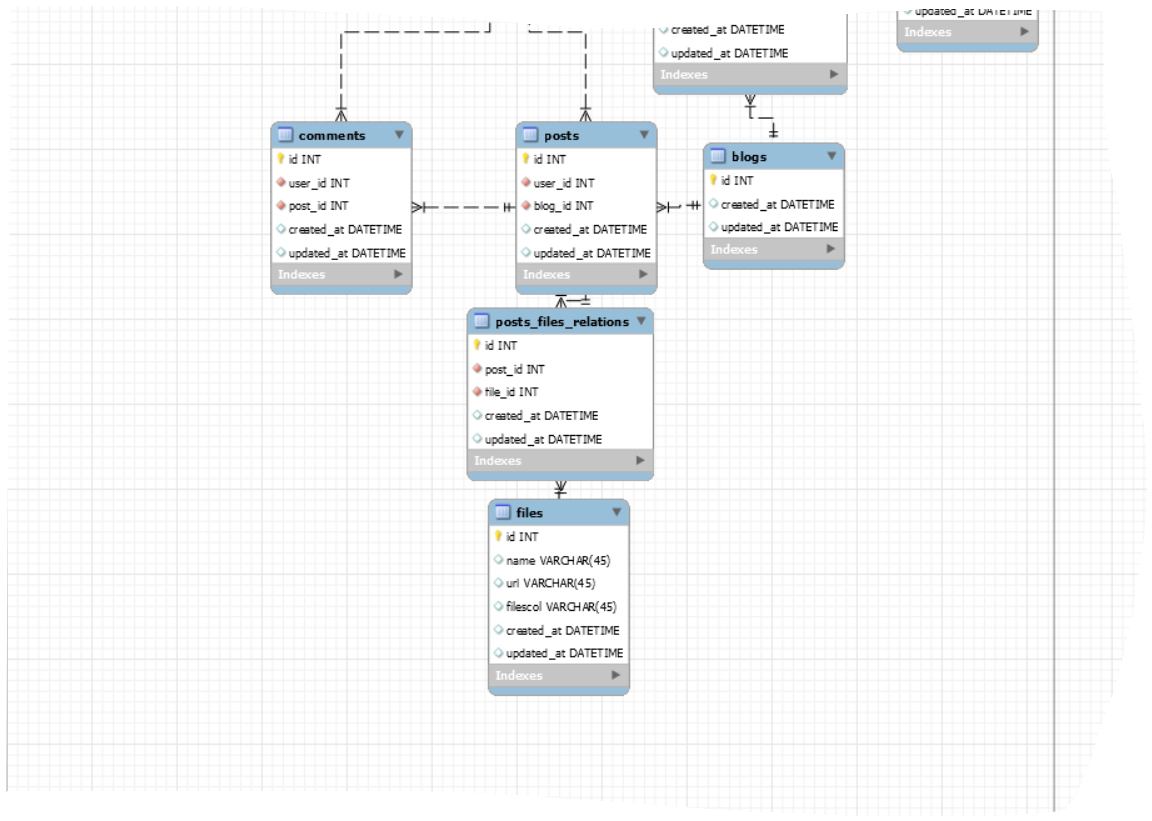 updated_at DATETIME
Indexes
created_at DATETIME
updated_at DATETIME
Indexes
comments
id INT
user_id INT
post_id INT
created_at DATETIME
updated_at DATETIME
Indexes
posts
id INT
user_id INT
blog_id INT
created_at DATETIME
updated_at DATETIME
Indexes
blogs
id INT
created_at DATETIME
updated_at DATETIME
Indexes
posts_files_relations
id INT
post_id INT
file_id INT
created_at DATETIME
updated_at DATETIME
Indexes
files
id INT
name VARCHAR(45)
url VARCHAR(45)
filescol VARCHAR(45)
created_at DATETIME
updated_at DATETIME
Indexes